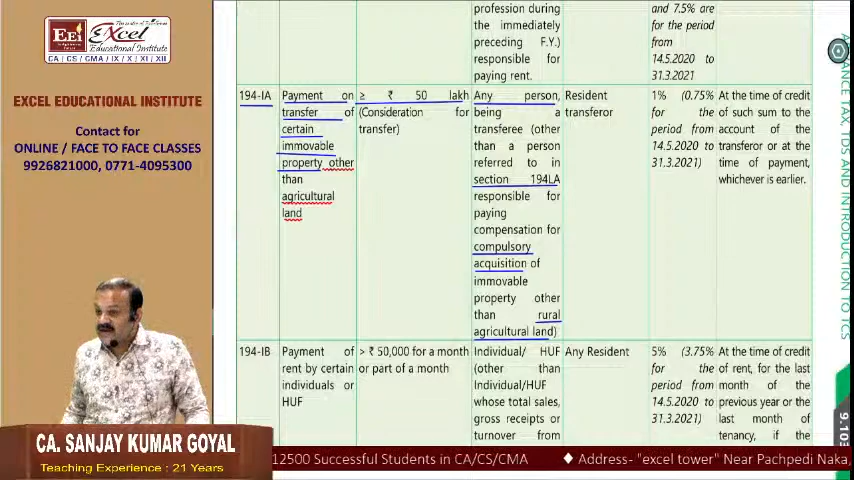 EEi
Excel
Educational Institute
CA | CS / CMA / IX | X | XI | XII
EXCEL EDUCATIONAL INSTITUTE
Contact for
ONLINE / FACE TO FACE CLASSES
9926821000, 0771-4095300
profession during
the immediately
preceding F.Y.)
responsible for
paying rent.
and 7.5% are
for the period
from
14.5.2020 to
31.3.2021
194-IA
Payment on
transfer of
certain
immovable
property other
than
agricultural
land
≥ ₹ 50 lakh
(Consideration for
transfer)
Any person,
being a
transferee (other
than a person
referred to in
section 194LA
responsible for
paying
compensation for
compulsory
acquisition of
immovable
property other
than rural
agricultural land)
Resident
transferor
1% (0.75%
for the
period from
14.5.2020 to
31.3.2021)
At the time of credit
of such sum to the
account of the
transferor or at the
time of payment,
whichever is earlier.
194-IB
Payment of
rent by certain
individuals or
HUF
> ₹ 50,000 for a month
or part of a month
Individual/ HUF
(other than
Individual/HUF
whose total sales,
gross receipts or
turnover from
Any Resident
5% (3.75%
for the
period from
14.5.2020 to
31.3.2021)
At the time of credit
of rent, for the last
month of the
previous year or the
last month of
tenancy, if the
ADVANCE TAX, TDS AND INTRODUCTION TO TCS
9.103
CA. SANJAY KUMAR GOYAL
Teaching Experience : 21 Years
12500 Successful Students in CA/CS/CMA ♦ Address- "excel tower" Near Pachpedi Naka,